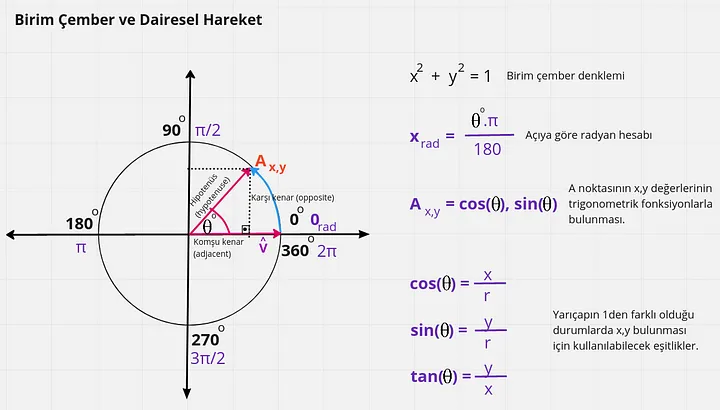 Birim Çember ve Dairesel Hareket
90° π/2
A x,y
Hipotenüs
(hypotenuse)
Karşı kenar (opposite)
180°
π
θ°
0° 0rad
Komşu kenar
(adjacent)
v̂
360° 2π
270°
3π/2
x² + y² = 1 Birim çember denklemi
x rad = θ°.π / 180 Açıya göre radyan hesabı
A x,y = cos(θ), sin(θ)
A noktasının x,y değerlerinin
trigonometrik fonksiyonlarla
bulunması.
cos(θ) = x / r
sin(θ) = y / r
tan(θ) = y / x
Yarıçapın 1den farklı olduğu
durumlarda x,y bulunması
için kullanılabilecek eşitlikler.